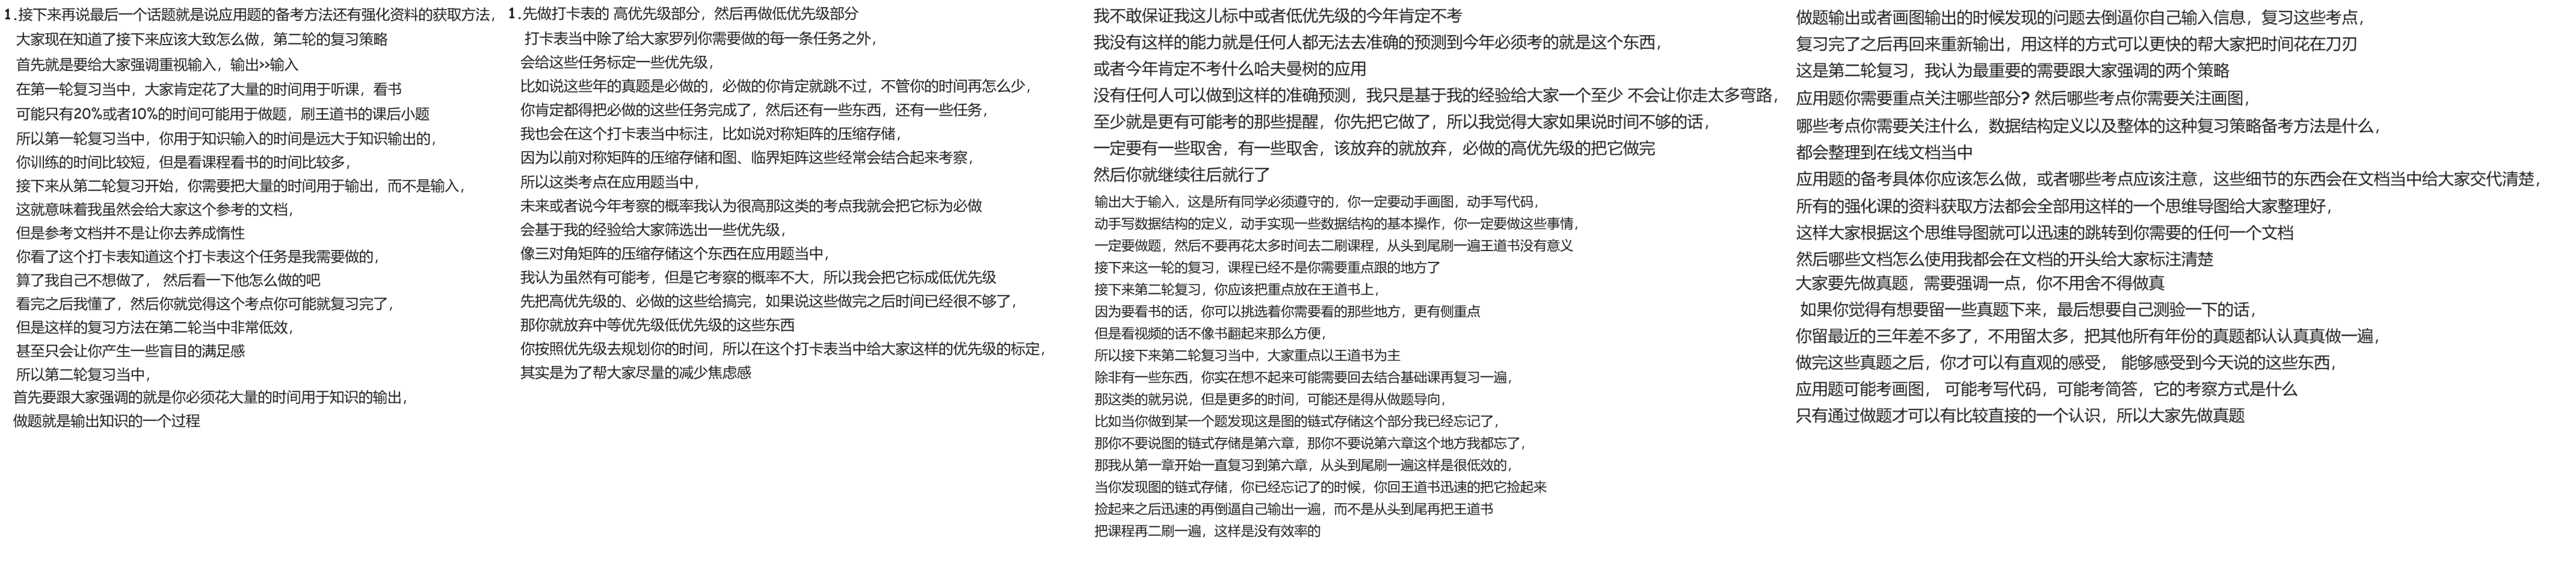 1.接下来再说最后一个话题就是说应用题的备考方法还有强化资料的获取方法，
大家现在知道了接下来应该大致怎么做，第二轮的复习策略
首先就是要给大家强调重视输入，输出>>输入
在第一轮复习当中，大家肯定花了大量的时间用于听课，看书
可能只有20%或者10%的时间可能用于做题，刷王道书的课后小题
所以第一轮复习当中，你用于知识输入的时间是远大于知识输出的，
你训练的时间比较短，但是看课程看书的时间比较多，
接下来从第二轮复习开始，你需要把大量的时间用于输出，而不是输入，
这就意味着我虽然会给大家这个参考的文档，
但是参考文档并不是让你去养成惰性
你看了这个打卡表知道这个打卡表这个任务是我需要做的，
算了我自己不想做了， 然后看一下他怎么做的吧
看完之后我懂了，然后你就觉得这个考点你可能就复习完了，
但是这样的复习方法在第二轮当中非常低效，
甚至只会让你产生一些盲目的满足感
所以第二轮复习当中，
首先要跟大家强调的就是你必须花大量的时间用于知识的输出，
做题就是输出知识的一个过程
1.先做打卡表的 高优先级部分，然后再做低优先级部分
打卡表当中除了给大家罗列你需要做的每一条任务之外，
会给这些任务标定一些优先级，
比如说这些年的真题是必做的，必做的你肯定就跳不过，不管你的时间再怎么少，
你肯定都得把必做的这些任务完成了，然后还有一些东西，还有一些任务，
我也会在这个打卡表当中标注，比如说对称矩阵的压缩存储，
因为以前对称矩阵的压缩存储和图、临界矩阵这些经常会结合起来考察，
所以这类考点在应用题当中，
未来或者说今年考察的概率我认为很高那这类的考点我就会把它标为必做
会基于我的经验给大家筛选出一些优先级，
像三对角矩阵的压缩存储这个东西在应用题当中，
我认为虽然有可能考，但是它考察的概率不大，所以我会把它标成低优先级
先把高优先级的、必做的这些给搞完，如果说这些做完之后时间已经很不够了，
那你就放弃中等优先级低优先级的这些东西
你按照优先级去规划你的时间，所以在这个打卡表当中给大家这样的优先级的标定，
其实是为了帮大家尽量的减少焦虑感
我不敢保证我这儿标中或者低优先级的今年肯定不考
我没有这样的能力就是任何人都无法去准确的预测到今年必须考的就是这个东西，
或者今年肯定不考什么哈夫曼树的应用
没有任何人可以做到这样的准确预测，我只是基于我的经验给大家一个至少 不会让你走太多弯路，
至少就是更有可能考的那些提醒，你先把它做了，所以我觉得大家如果说时间不够的话，
一定要有一些取舍，有一些取舍，该放弃的就放弃，必做的高优先级的把它做完
然后你就继续往后就行了
输出大于输入，这是所有同学必须遵守的，你一定要动手画图，动手写代码，
动手写数据结构的定义，动手实现一些数据结构的基本操作，你一定要做这些事情，
一定要做题，然后不要再花太多时间去二刷课程，从头到尾刷一遍王道书没有意义
接下来这一轮的复习，课程已经不是你需要重点跟的地方了
接下来第二轮复习，你应该把重点放在王道书上，
因为要看书的话，你可以挑选着你需要看的那些地方，更有侧重点
但是看视频的话不像书翻起来那么方便，
所以接下来第二轮复习当中，大家重点以王道书为主
除非有一些东西，你实在想不起来可能需要回去结合基础课再复习一遍，
那这类的就另说，但是更多的时间，可能还是得从做题导向，
比如当你做到某一个题发现这是图的链式存储这个部分我已经忘记了，
那你不要说图的链式存储是第六章，那你不要说第六章这个地方我都忘了，
那我从第一章开始一直复习到第六章，从头到尾刷一遍这样是很低效的，
当你发现图的链式存储，你已经忘记了的时候，你回王道书迅速的把它捡起来
捡起来之后迅速的再倒逼自己输出一遍，而不是从头到尾再把王道书
把课程再二刷一遍，这样是没有效率的
做题输出或者画图输出的时候发现的问题去倒逼你自己输入信息，复习这些考点，
复习完了之后再回来重新输出，用这样的方式可以更快的帮大家把时间花在刀刃
这是第二轮复习，我认为最重要的需要跟大家强调的两个策略
应用题你需要重点关注哪些部分? 然后哪些考点你需要关注画图，
哪些考点你需要关注什么，数据结构定义以及整体的这种复习策略备考方法是什么，
都会整理到在线文档当中
应用题的备考具体你应该怎么做，或者哪些考点应该注意，这些细节的东西会在文档当中给大家交代清楚，
所有的强化课的资料获取方法都会全部用这样的一个思维导图给大家整理好，
这样大家根据这个思维导图就可以迅速的跳转到你需要的任何一个文档
然后哪些文档怎么使用我都会在文档的开头给大家标注清楚
大家要先做真题，需要强调一点，你不用舍不得做真
如果你觉得有想要留一些真题下来，最后想要自己测验一下的话，
你留最近的三年差不多了，不用留太多，把其他所有年份的真题都认认真真做一遍，
做完这些真题之后，你才可以有直观的感受， 能够感受到今天说的这些东西，
应用题可能考画图， 可能考写代码，可能考简答，它的考察方式是什么
只有通过做题才可以有比较直接的一个认识，所以大家先做真题